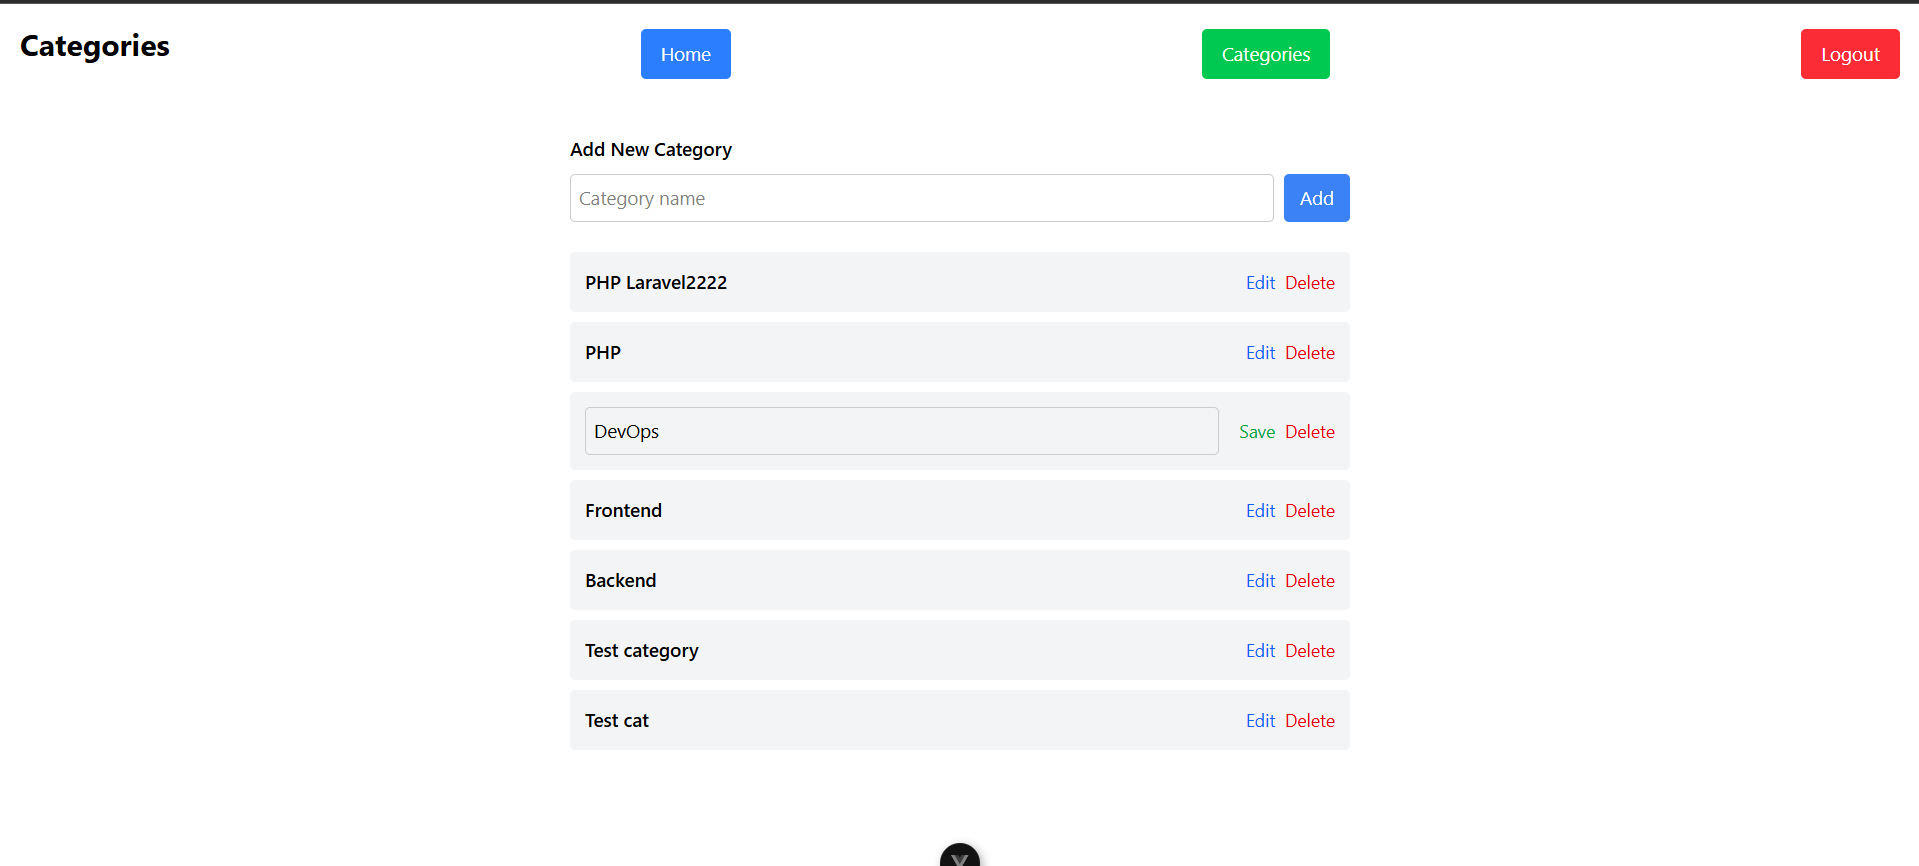 Categories Home Categories Logout
Add New Category
Category name Add
PHP Laravel2222 Edit Delete
PHP Edit Delete
DevOps Save Delete
Frontend Edit Delete
Backend Edit Delete
Test category Edit Delete
Test cat Edit Delete